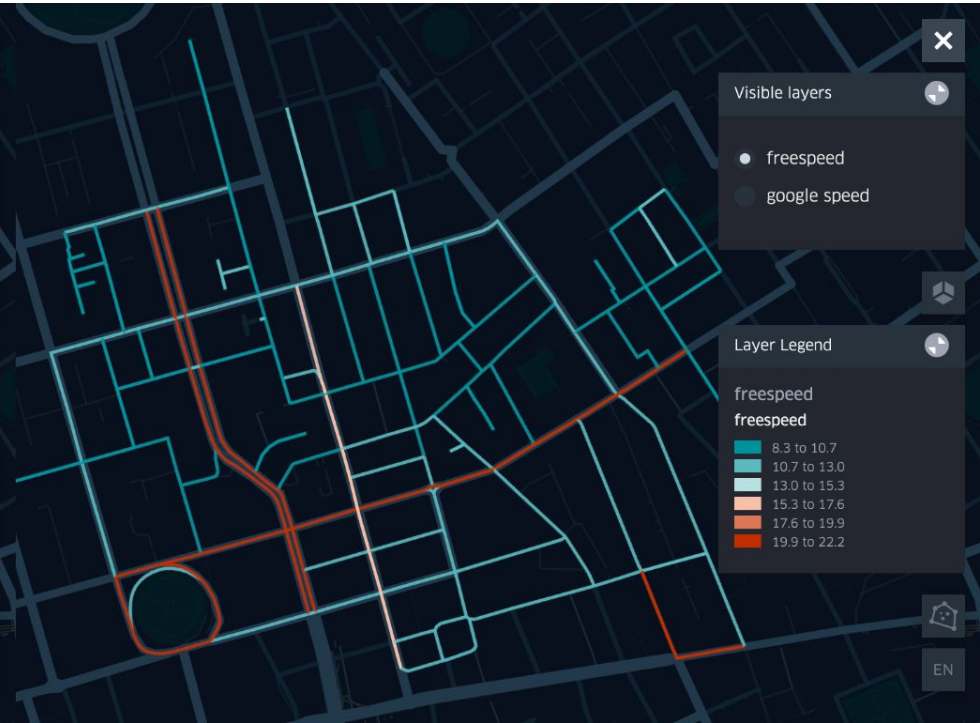 Visible layers
freespeed
google speed
Layer Legend
freespeed
freespeed
8.3 to 10.7
10.7 to 13.0
13.0 to 15.3
15.3 to 17.6
17.6 to 19.9
19.9 to 22.2
EN